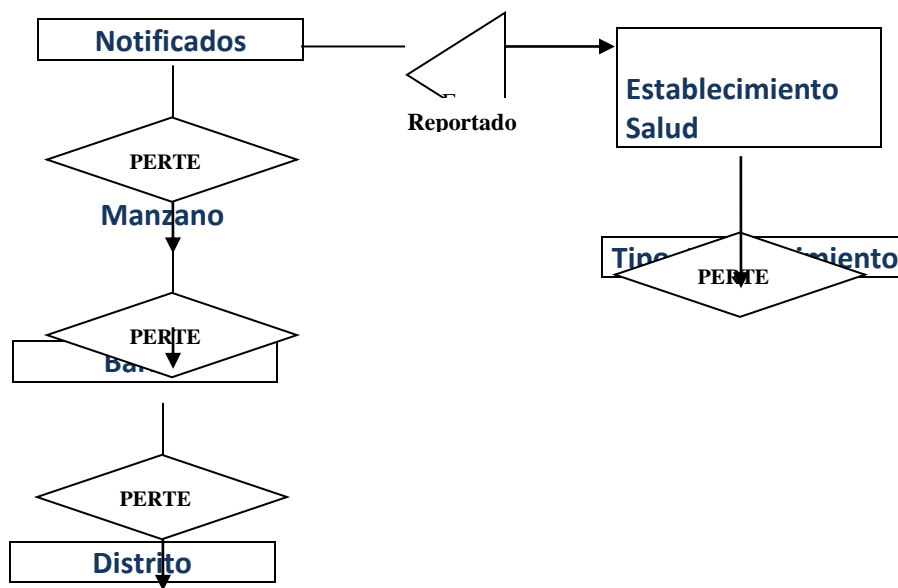 Notificados
Establecimiento
Salud
Reportado
PERTE
Manzano
PERTE
PERTE
PERTE
Distrito